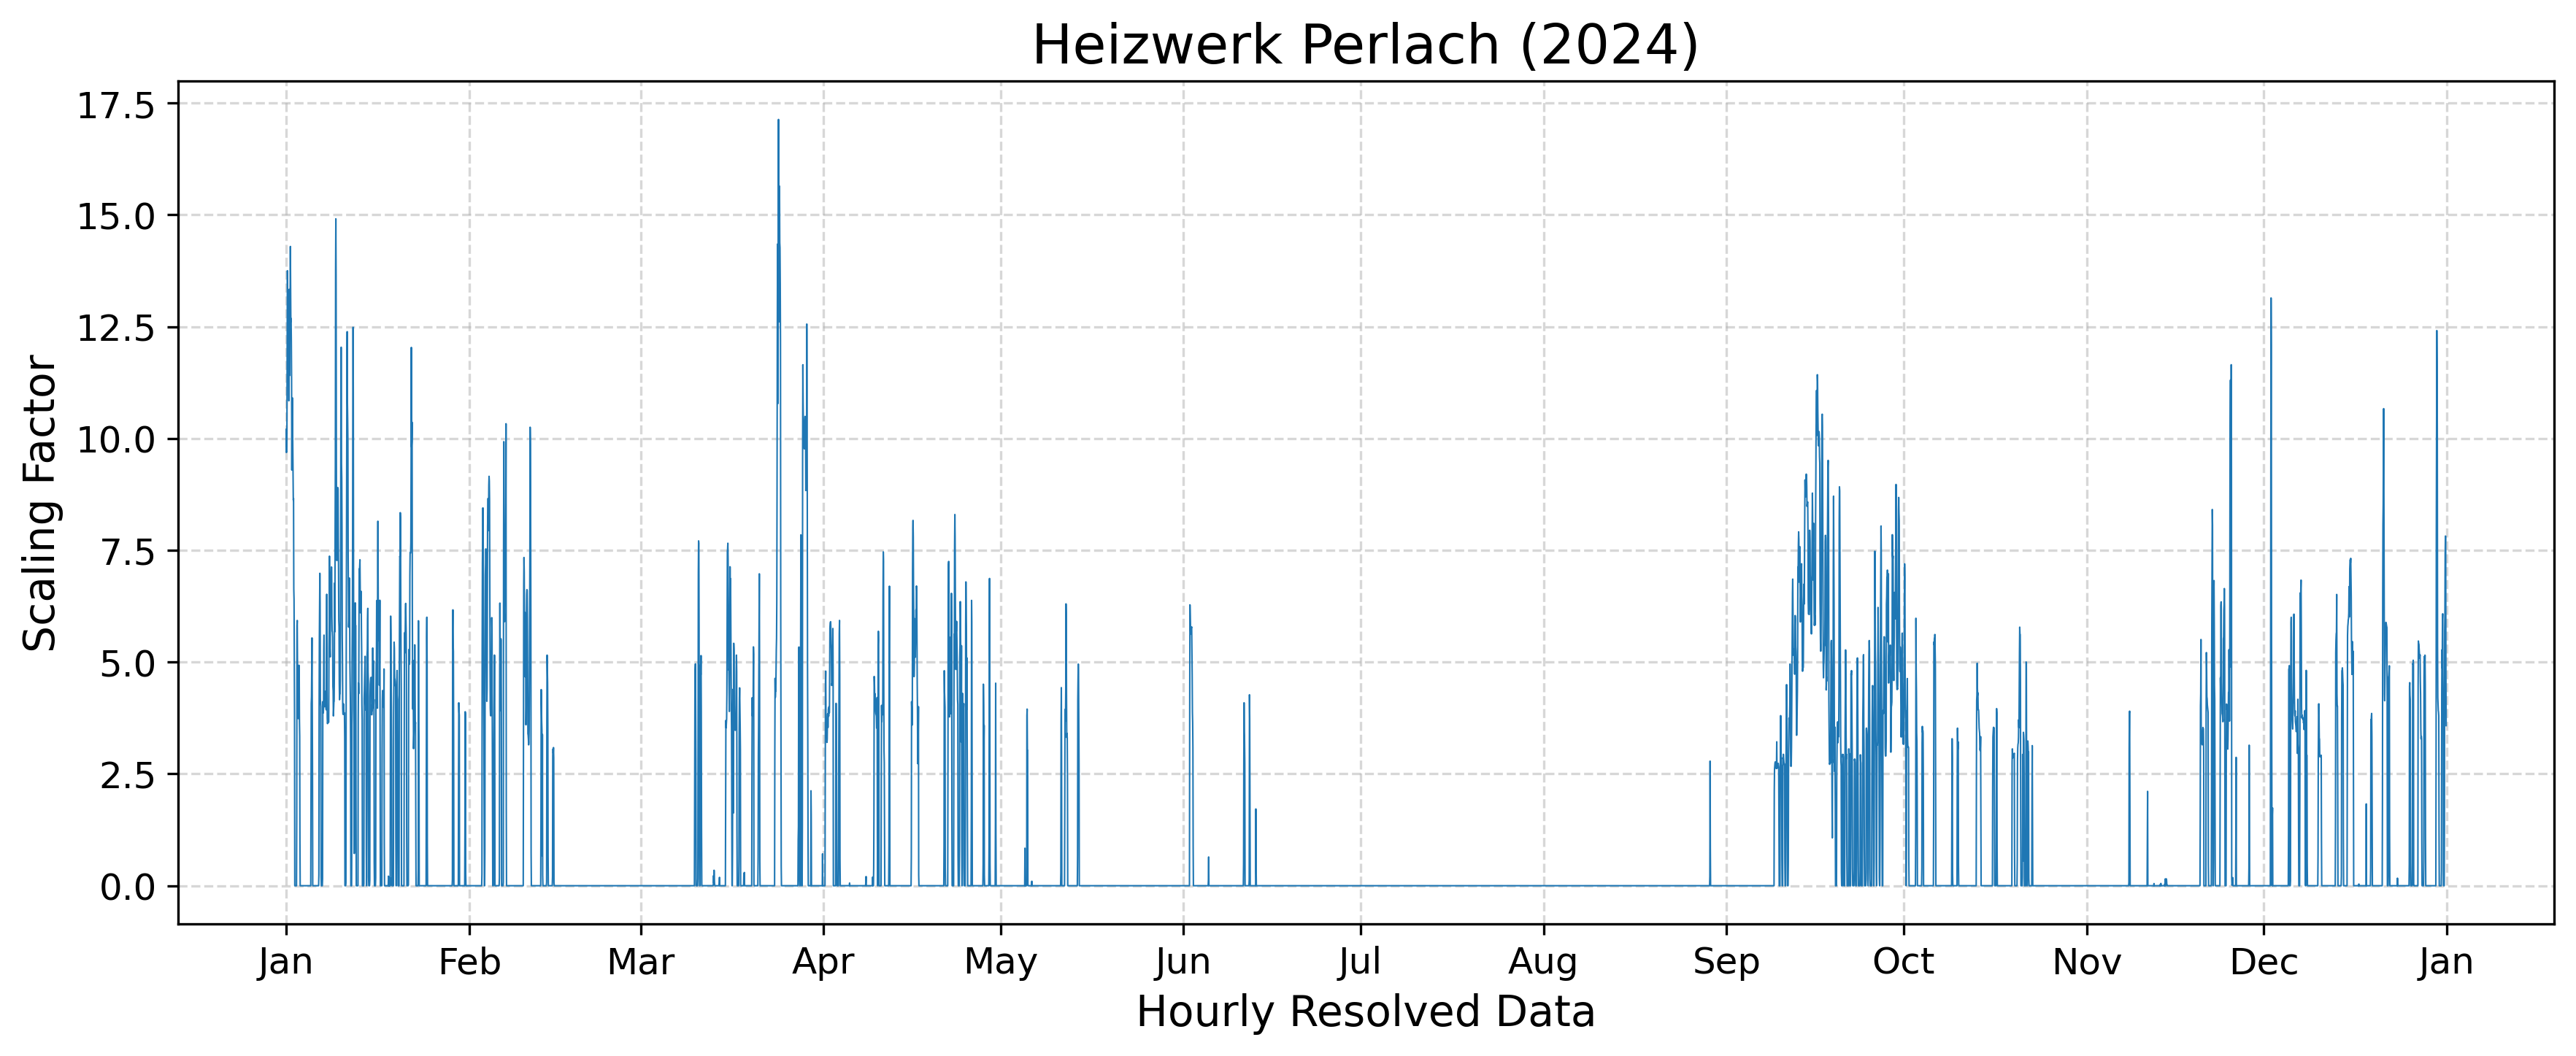 Heizwerk Perlach (2024)
Scaling Factor
17.5
15.0
12.5
10.0
7.5
5.0
2.5
0.0
Jan Feb Mar Apr May Jun Jul Aug Sep Oct Nov Dec Jan
Hourly Resolved Data